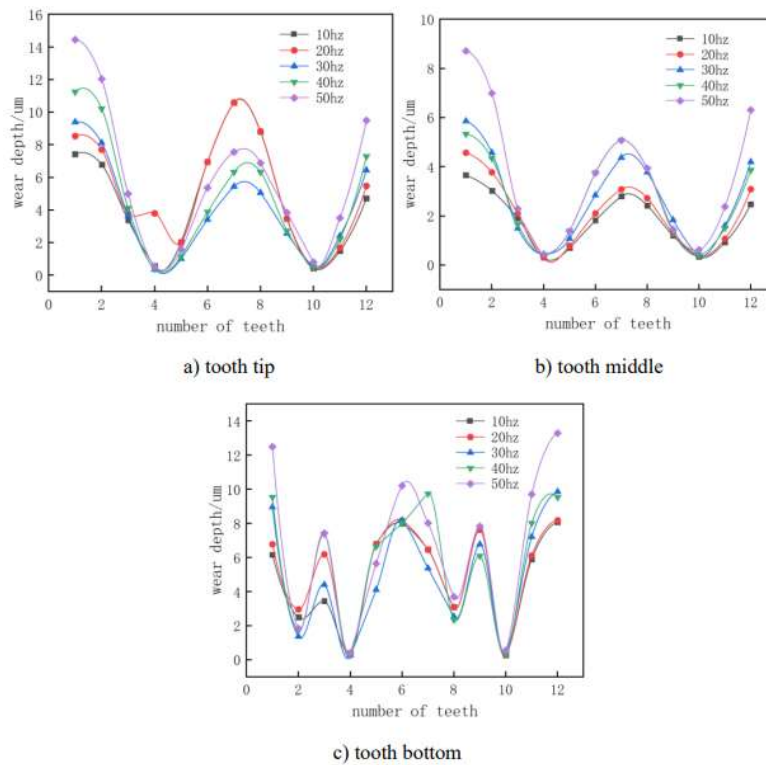 16
14
12
10
8
6
4
2
0
wear depth/um
10hz
20hz
30hz
40hz
50hz
0 2 4 6 8 10 12
number of teeth
a) tooth tip
10
8
6
4
2
0
wear depth/um
10hz
20hz
30hz
40hz
50hz
0 2 4 6 8 10 12
number of teeth
b) tooth middle
14
12
10
8
6
4
2
0
wear depth/um
10hz
20hz
30hz
40hz
50hz
0 2 4 6 8 10 12
number of teeth
c) tooth bottom